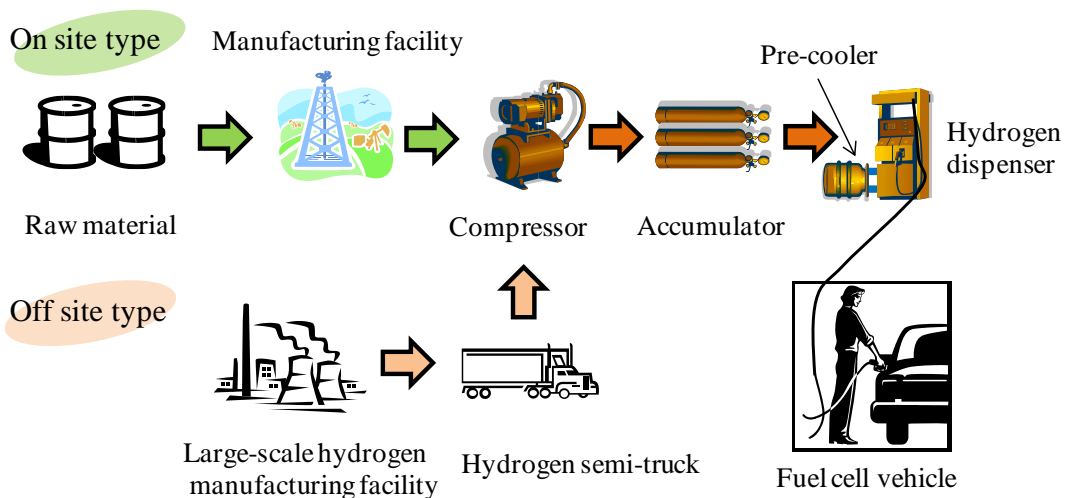 On site type
Manufacturing facility
Pre-cooler
Hydrogen
dispenser
Raw material
Compressor
Accumulator
Off site type
Large-scale hydrogen
manufacturing facility
Hydrogen semi-truck
Fuel cell vehicle